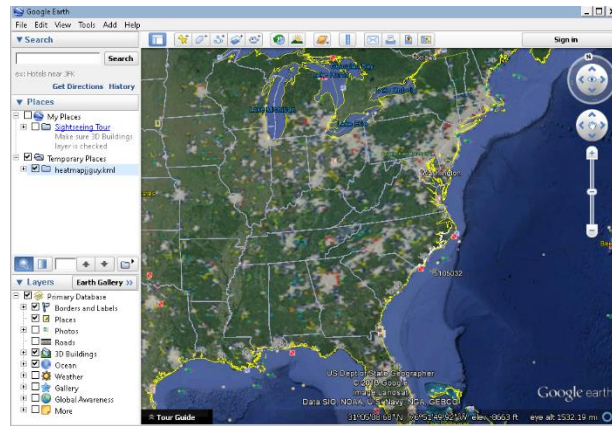 Google Earth
File Edit View Tools Add Help
Search
Search
ex: Hotels near JFK
Get Directions History
Places
My Places
Sightseeing Tour
Make sure 3D Buildings
layer is checked
Temporary Places
heatmapjjguy.kml
Layers
Earth Gallery »
Primary Database
Borders and Labels
Places
Photos
Roads
3D Buildings
Ocean
Weather
Gallery
Global Awareness
More
Sign in
N
Lake Michigan
Washington
US Dept of State Geographer
© 2013 Google
Image Landsat
Data SIO, NOAA, U.S. Navy, NGA, GEBCO
Google earth
Tour Guide
eye alt 1532.19 mi